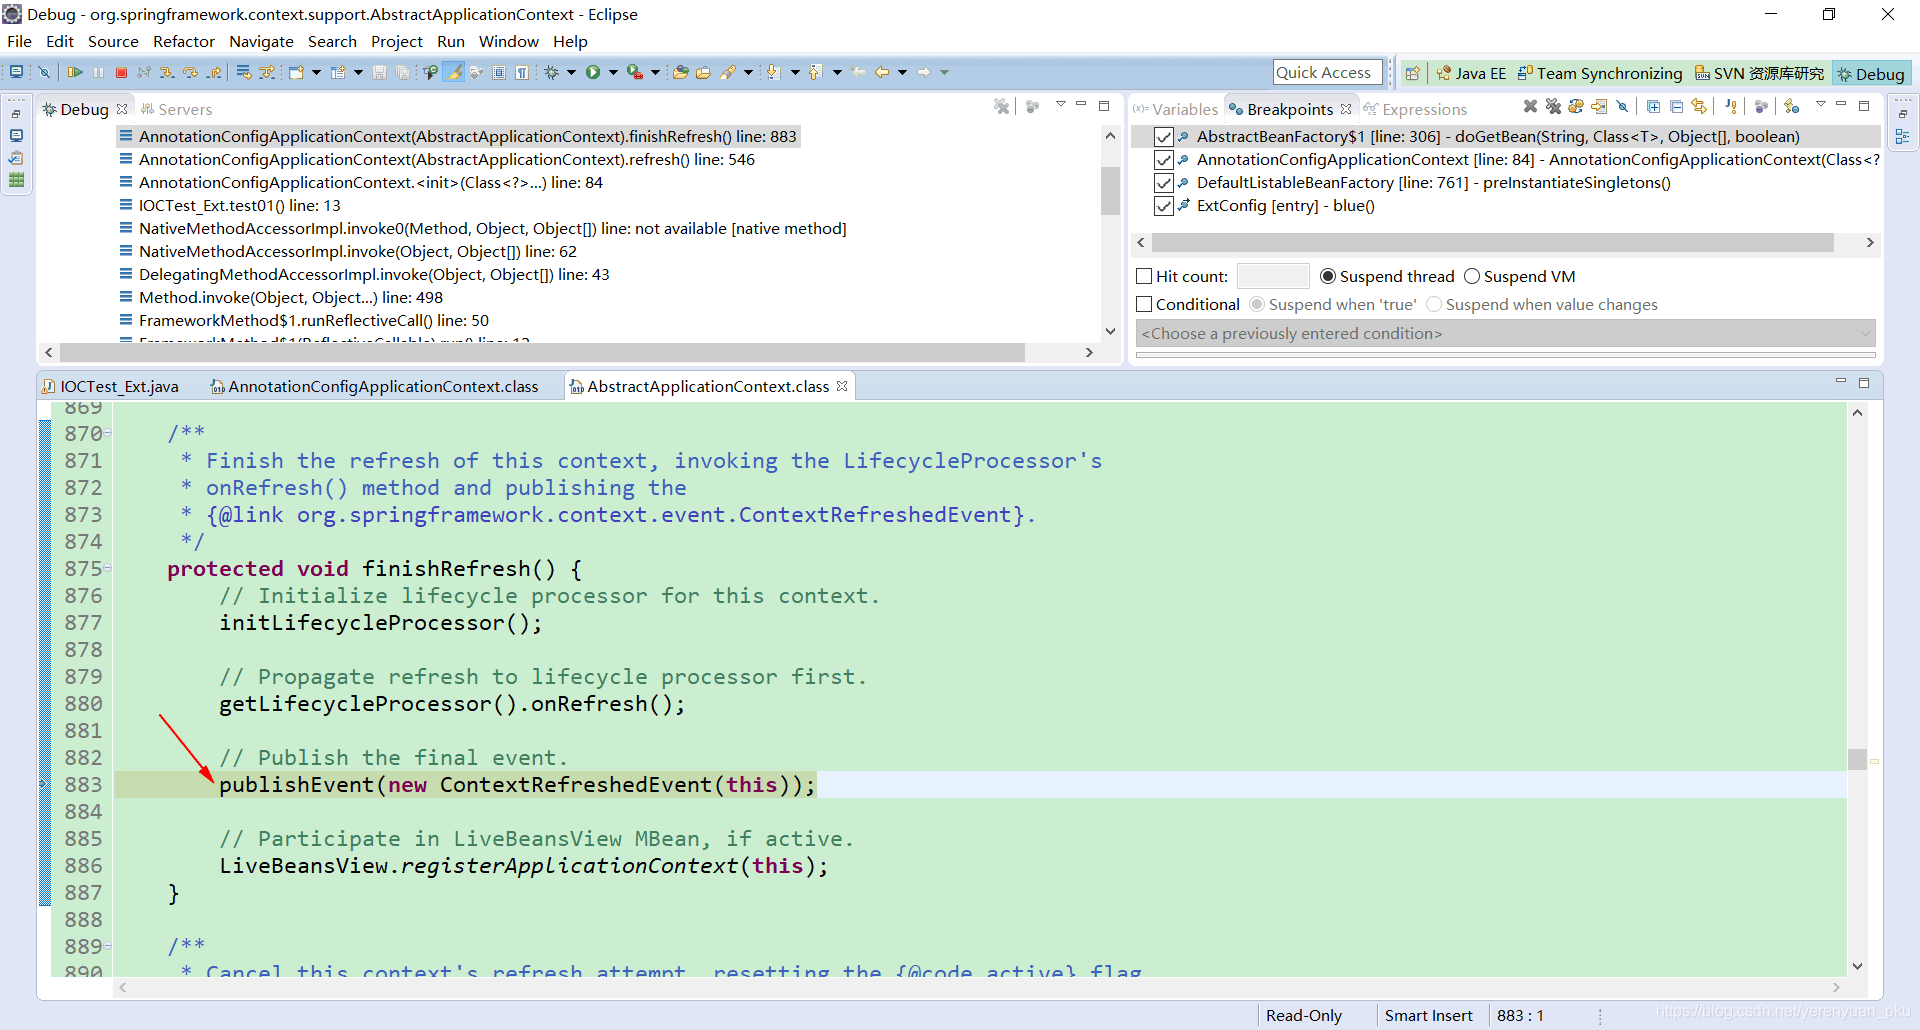 Debug - org.springframework.context.support.AbstractApplicationContext - Eclipse
File Edit Source Refactor Navigate Search Project Run Window Help
Quick Access Java EE Team Synchronizing SVN 资源库研究 Debug
Debug Servers
AnnotationConfigApplicationContext(AbstractApplicationContext).finishRefresh() line: 883
AnnotationConfigApplicationContext(AbstractApplicationContext).refresh() line: 546
AnnotationConfigApplicationContext.<init>(Class<?>...) line: 84
IOCTest_Ext.test01() line: 13
NativeMethodAccessorImpl.invoke0(Method, Object, Object[]) line: not available [native method]
NativeMethodAccessorImpl.invoke(Object, Object[]) line: 62
DelegatingMethodAccessorImpl.invoke(Object, Object[]) line: 43
Method.invoke(Object, Object...) line: 498
FrameworkMethod$1.runReflectiveCall() line: 50
FrameworkMethod$1(ReflectiveCallable).run() line: 12
(x)= Variables Breakpoints Expressions
AbstractBeanFactory$1 [line: 306] - doGetBean(String, Class<T>, Object[], boolean)
AnnotationConfigApplicationContext [line: 84] - AnnotationConfigApplicationContext(Class<?
DefaultListableBeanFactory [line: 761] - preInstantiateSingletons()
ExtConfig [entry] - blue()
Hit count: Suspend thread Suspend VM
Conditional Suspend when 'true' Suspend when value changes
<Choose a previously entered condition>
IOCTest_Ext.java AnnotationConfigApplicationContext.class AbstractApplicationContext.class
869
870 /**
871 * Finish the refresh of this context, invoking the LifecycleProcessor's
872 * onRefresh() method and publishing the
873 * {@link org.springframework.context.event.ContextRefreshedEvent}.
874 */
875 protected void finishRefresh() {
876 // Initialize lifecycle processor for this context.
877 initLifecycleProcessor();
878
879 // Propagate refresh to lifecycle processor first.
880 getLifecycleProcessor().onRefresh();
881
882 // Publish the final event.
883 publishEvent(new ContextRefreshedEvent(this));
884
885 // Participate in LiveBeansView MBean, if active.
886 LiveBeansView.registerApplicationContext(this);
887 }
888
889 /**
890 * Cancel this context's refresh attempt, resetting the {@code active} flag
Read-Only Smart Insert 883 : 1
https://blog.csdn.net/yerenyuan_pku